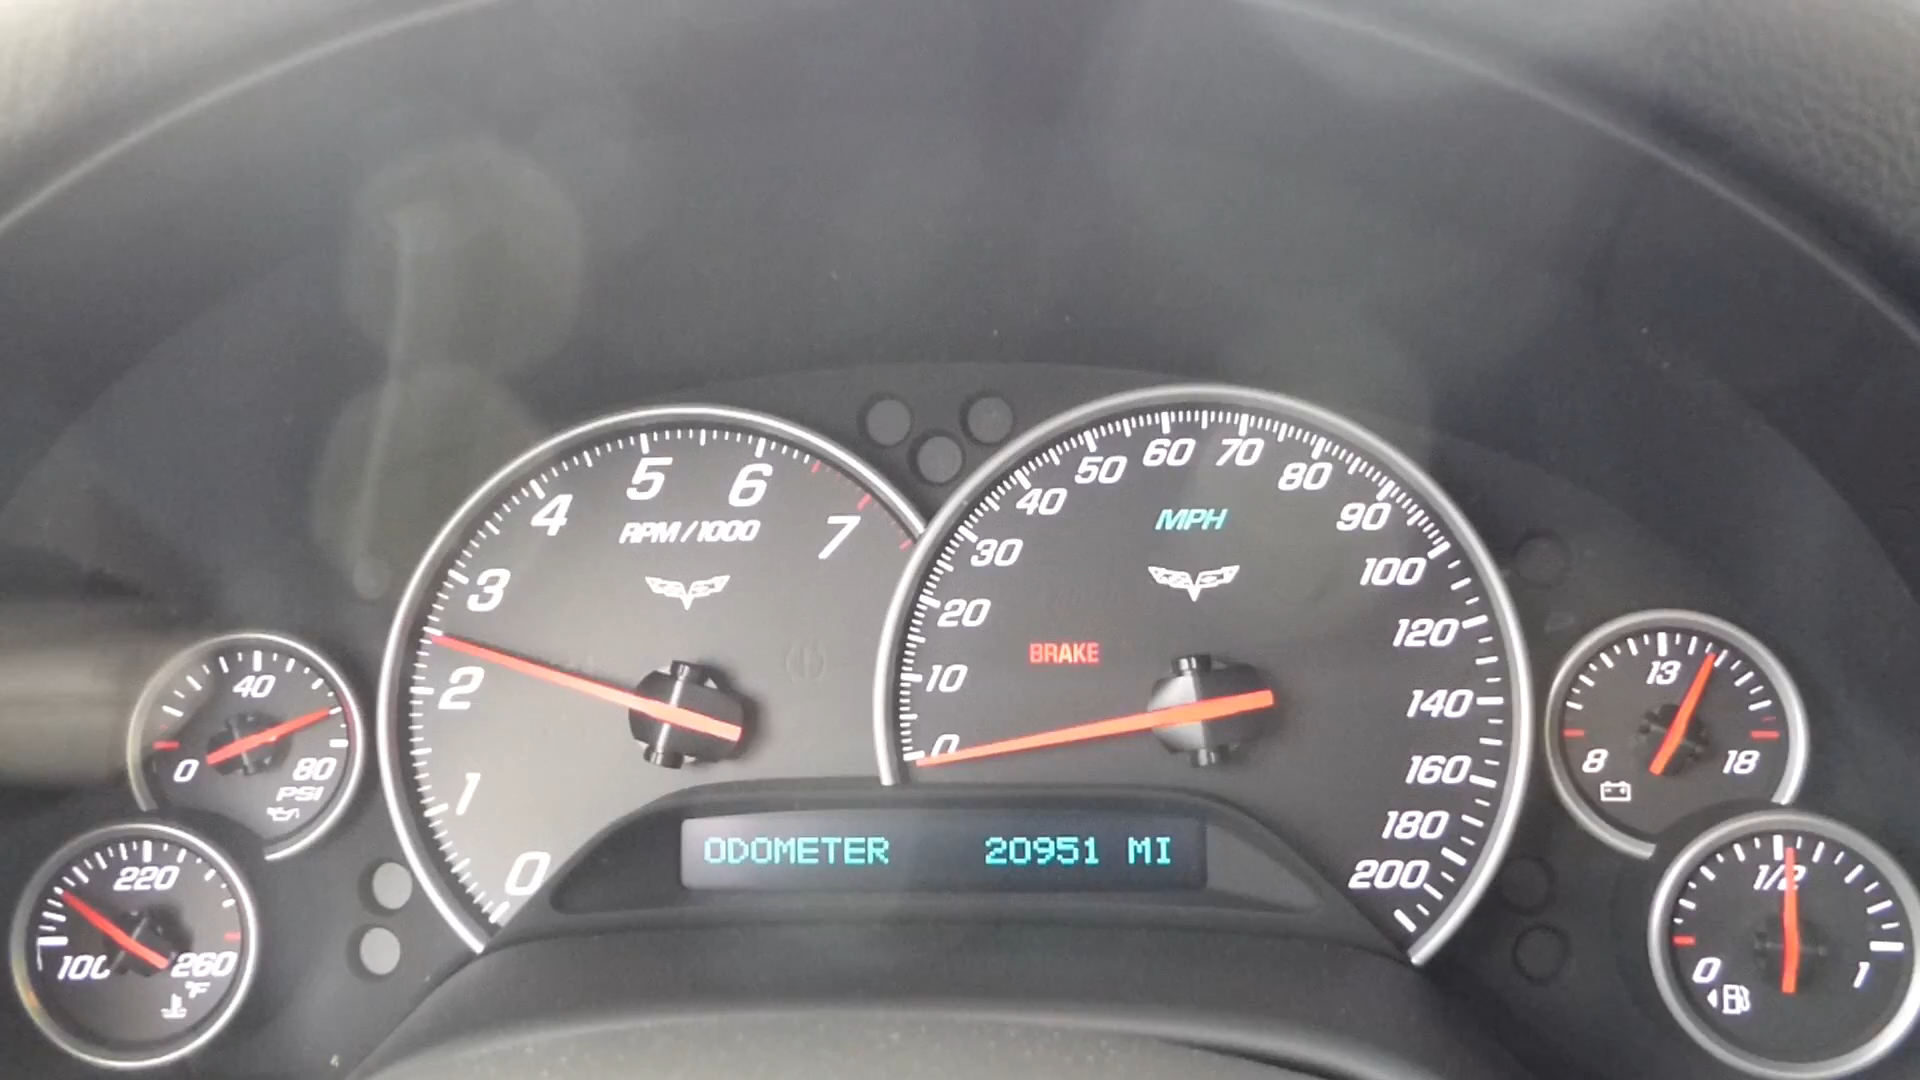 0 1 2 3 4 5 6 7
RPM/1000
0 10 20 30 40 50 60 70 80 90 100 120 140 160 180 200
MPH
BRAKE
ODOMETER 20951 MI
0 40 80
PSI
100 220 260
°F
8 13 18
0 1/2 1